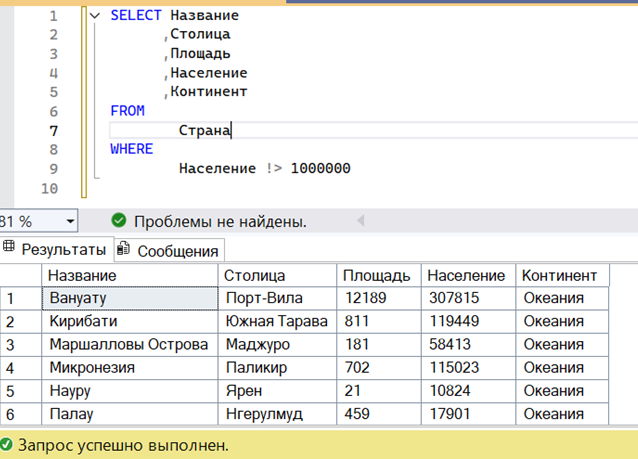 1 SELECT Название
2 ,Столица
3 ,Площадь
4 ,Население
5 ,Континент
6 FROM
7 Страна
8 WHERE
9 Население !> 1000000
10
81 % Проблемы не найдены.
Результаты Сообщения
Название Столица Площадь Население Континент
1 Вануату Порт-Вила 12189 307815 Океания
2 Кирибати Южная Тарава 811 119449 Океания
3 Маршалловы Острова Маджуро 181 58413 Океания
4 Микронезия Паликир 702 115023 Океания
5 Науру Ярен 21 10824 Океания
6 Палау Нгерулмуд 459 17901 Океания
Запрос успешно выполнен.